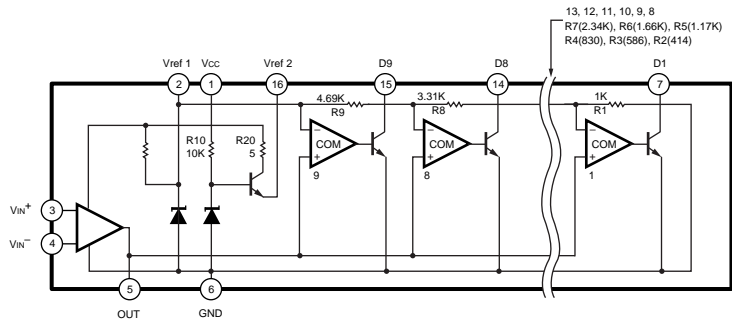 13, 12, 11, 10, 9, 8
R7(2.34K), R6(1.66K), R5(1.17K)
R4(830), R3(586), R2(414)
Vref 1 Vcc Vref 2 D9 D8 D1
2 1 16 15 14 7
4.69K 3.31K 1K
R9 R8 R1
R10 R20
10K 5
− − −
COM COM COM
+ + +
9 8 1
VIN+ 3
VIN− 4
5 6
OUT GND